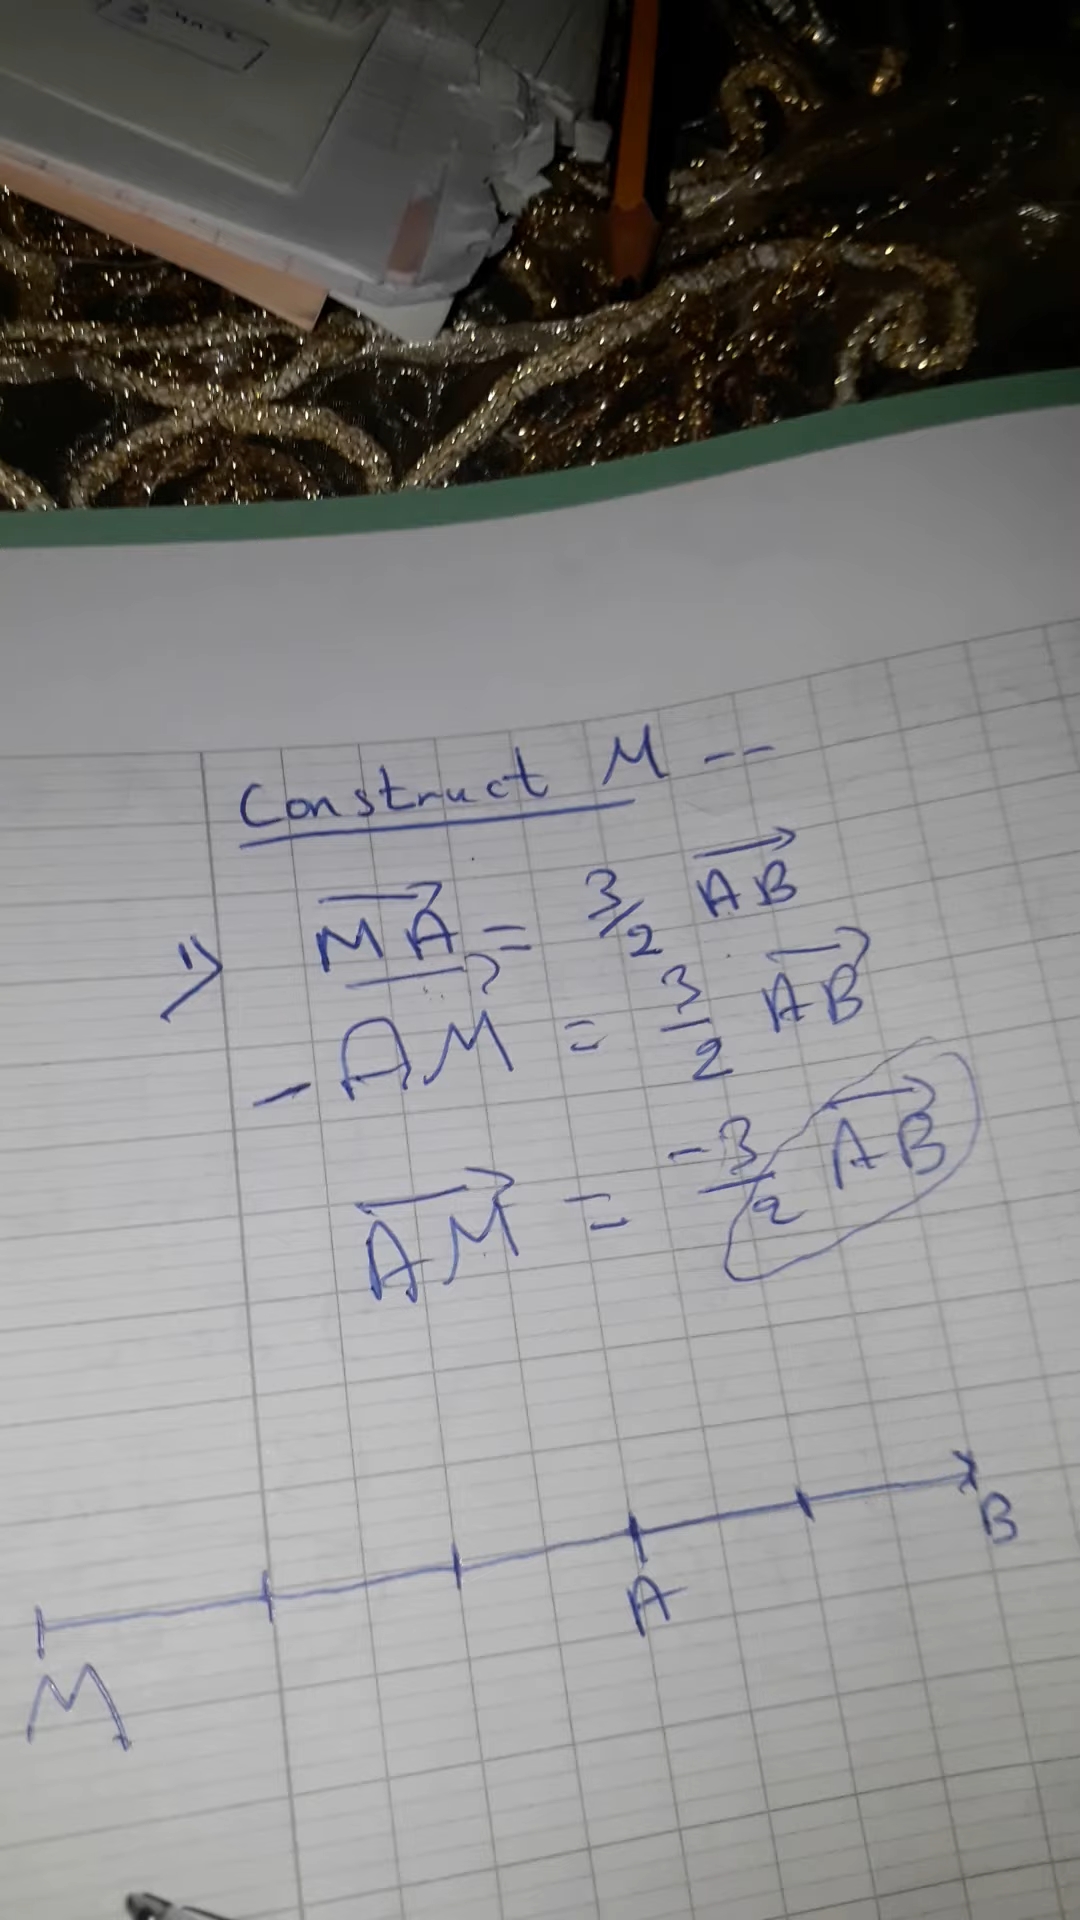 Construct M --
1) MA = 3/2 AB
- AM = 3/2 AB
AM = -3/2 AB
A
B
M